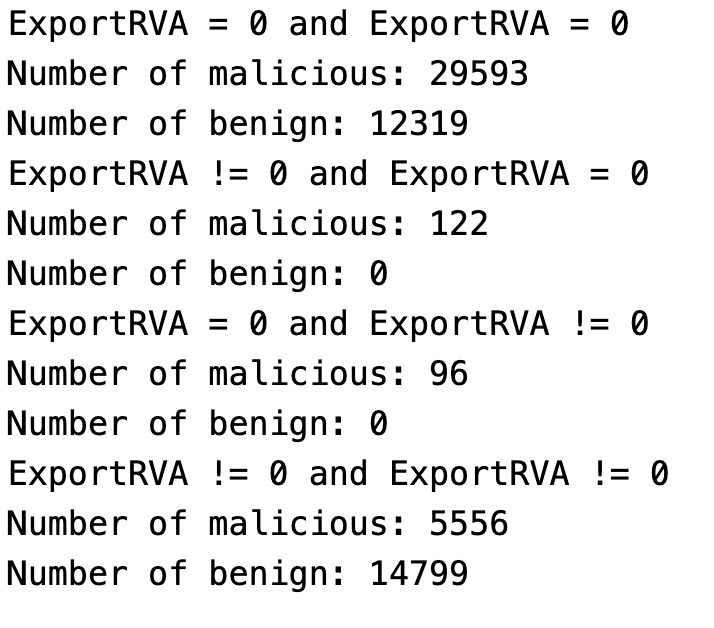 ExportRVA = 0 and ExportRVA = 0
Number of malicious: 29593
Number of benign: 12319
ExportRVA != 0 and ExportRVA = 0
Number of malicious: 122
Number of benign: 0
ExportRVA = 0 and ExportRVA != 0
Number of malicious: 96
Number of benign: 0
ExportRVA != 0 and ExportRVA != 0
Number of malicious: 5556
Number of benign: 14799